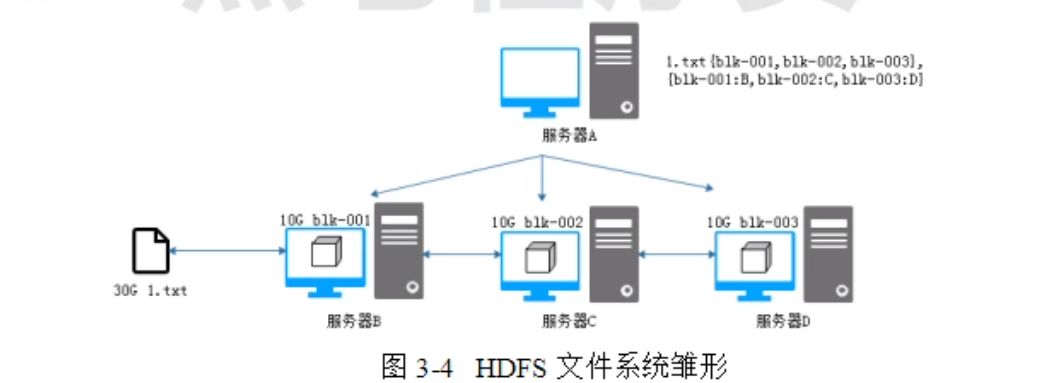 1.txt{blk-001,blk-002,blk-003},
{blk-001:B,blk-002:C,blk-003:D}
服务器A
10G blk-001
10G blk-002
10G blk-003
30G 1.txt
服务器B
服务器C
服务器D
图 3-4 HDFS 文件系统雏形